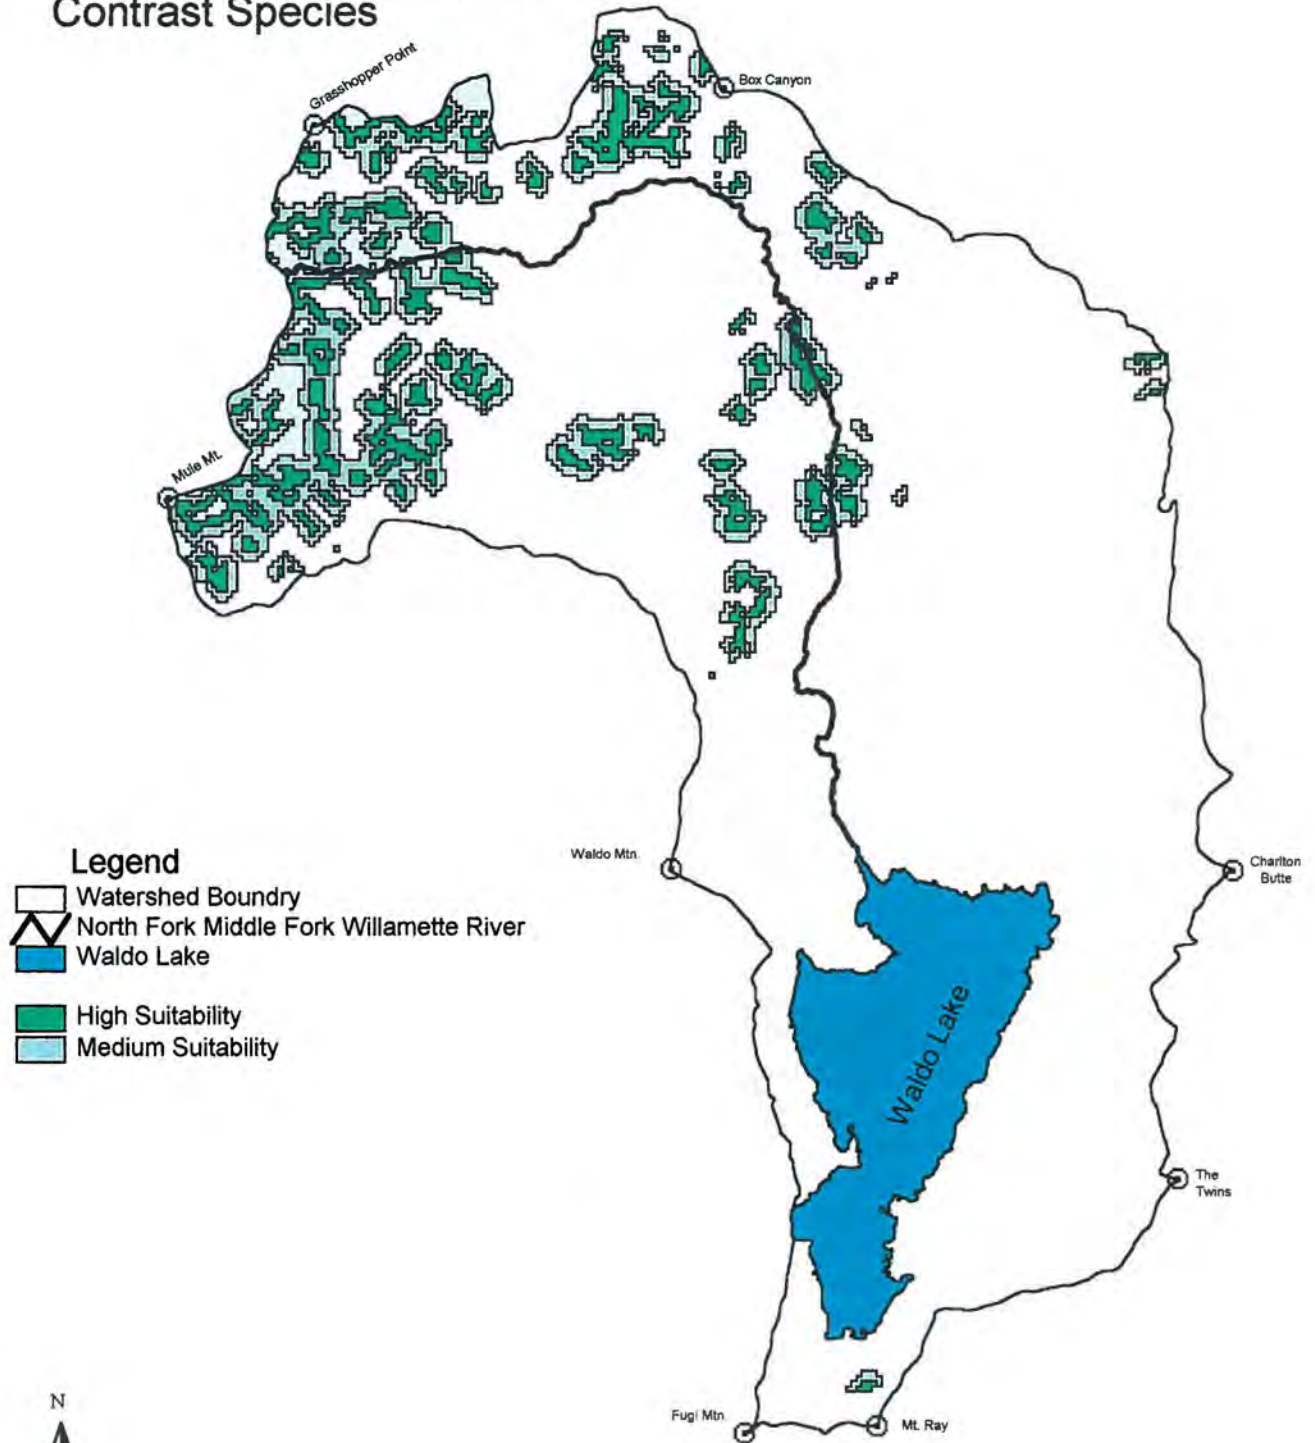 Contrast Species
Grasshopper Point
Box Canyon
Mule Mt.
Waldo Mtn.
Charlton
Butte
Legend
Watershed Boundry
North Fork Middle Fork Willamette River
Waldo Lake
High Suitability
Medium Suitability
Waldo Lake
The
Twins
N
Fugi Mtn.
Mt. Ray